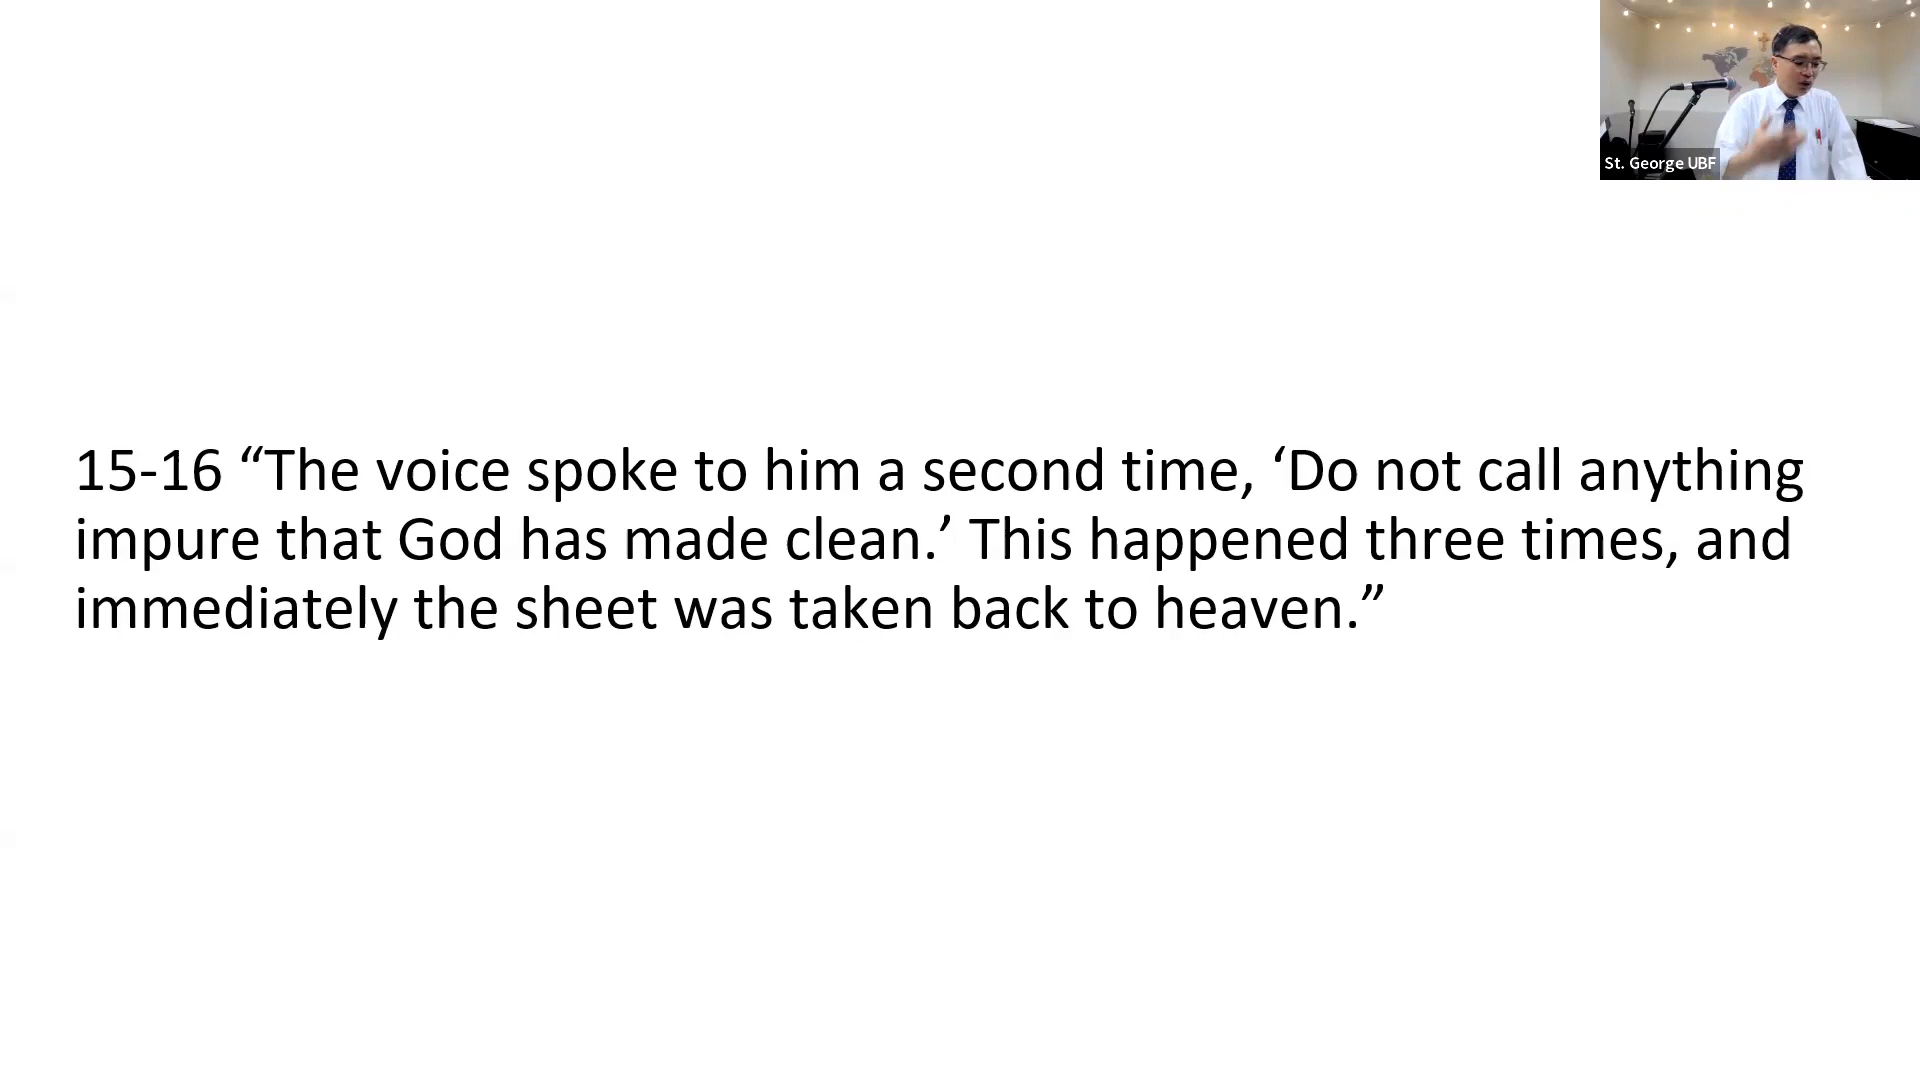 St. George UBF
15-16 “The voice spoke to him a second time, ‘Do not call anything
impure that God has made clean.’ This happened three times, and
immediately the sheet was taken back to heaven.”